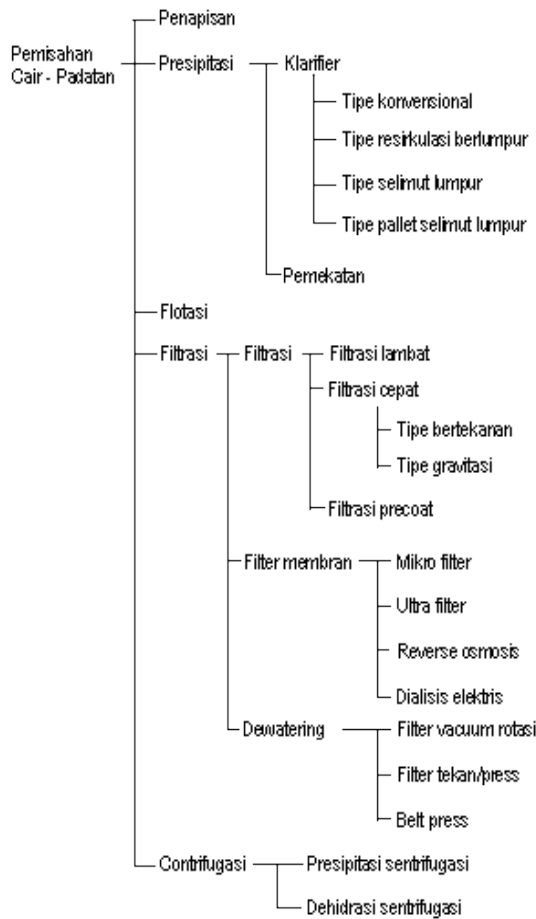 Penapisan
Pemisahan
Cair - Padatan
Presipitasi
Klarifier
Tipe konvensional
Tipe resirkulasi berlumpur
Tipe selimut lumpur
Tipe pallet selimut lumpur
Pemekatan
Flotasi
Filtrasi
Filtrasi
Filtrasi lambat
Filtrasi cepat
Tipe bertekanan
Tipe gravitasi
Filtrasi precoat
Filter membran
Mikro filter
Ultra filter
Reverse osmosis
Dialisis elektris
Dewatering
Filter vacuum rotasi
Filter tekan/press
Belt press
Contrifugasi
Presipitasi sentrifugasi
Dehidrasi sentrifugasi